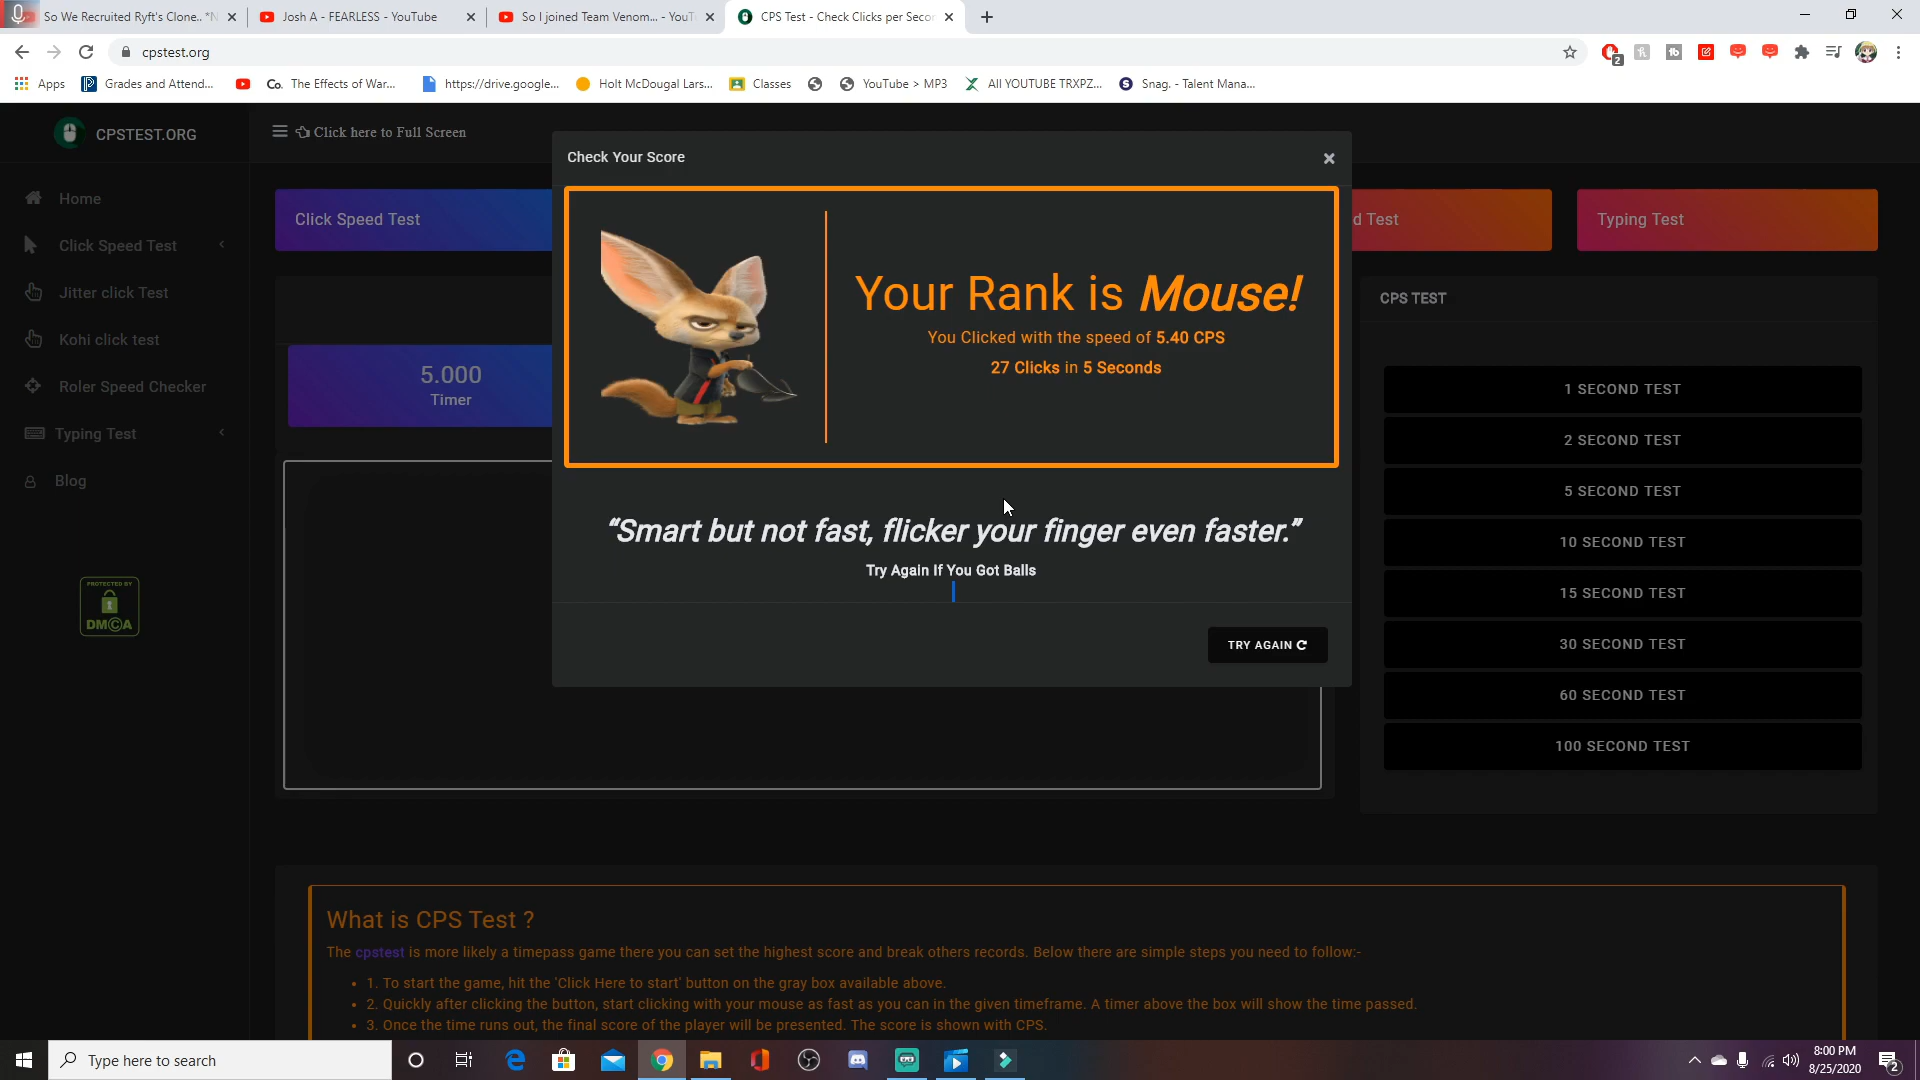 So We Recruited Ryft's Clone.. *N
Josh A - FEARLESS - YouTube
So I joined Team Venom... - YouT
CPS Test - Check Clicks per Secor
cpstest.org
2
Apps
Grades and Attend...
Co. The Effects of War...
https://drive.google...
Holt McDougal Lars...
Classes
YouTube > MP3
All YOUTUBE TRXPZ...
Snag. - Talent Mana...
CPSTEST.ORG
Click here to Full Screen
Home
Click Speed Test
Jitter click Test
Kohi click test
Roler Speed Checker
Typing Test
Blog
PROTECTED BY
DMCA
Click Speed Test
d Test
Typing Test
5.000
Timer
Check Your Score
×
Your Rank is Mouse!
You Clicked with the speed of 5.40 CPS
27 Clicks in 5 Seconds
“Smart but not fast, flicker your finger even faster.”
Try Again If You Got Balls
TRY AGAIN
CPS TEST
1 SECOND TEST
2 SECOND TEST
5 SECOND TEST
10 SECOND TEST
15 SECOND TEST
30 SECOND TEST
60 SECOND TEST
100 SECOND TEST
What is CPS Test ?
The cpstest is more likely a timepass game there you can set the highest score and break others records. Below there are simple steps you need to follow:-
• 1. To start the game, hit the 'Click Here to start' button on the gray box available above.
• 2. Quickly after clicking the button, start clicking with your mouse as fast as you can in the given timeframe. A timer above the box will show the time passed.
• 3. Once the time runs out, the final score of the player will be presented. The score is shown with CPS.
Type here to search
8:00 PM
8/25/2020
2